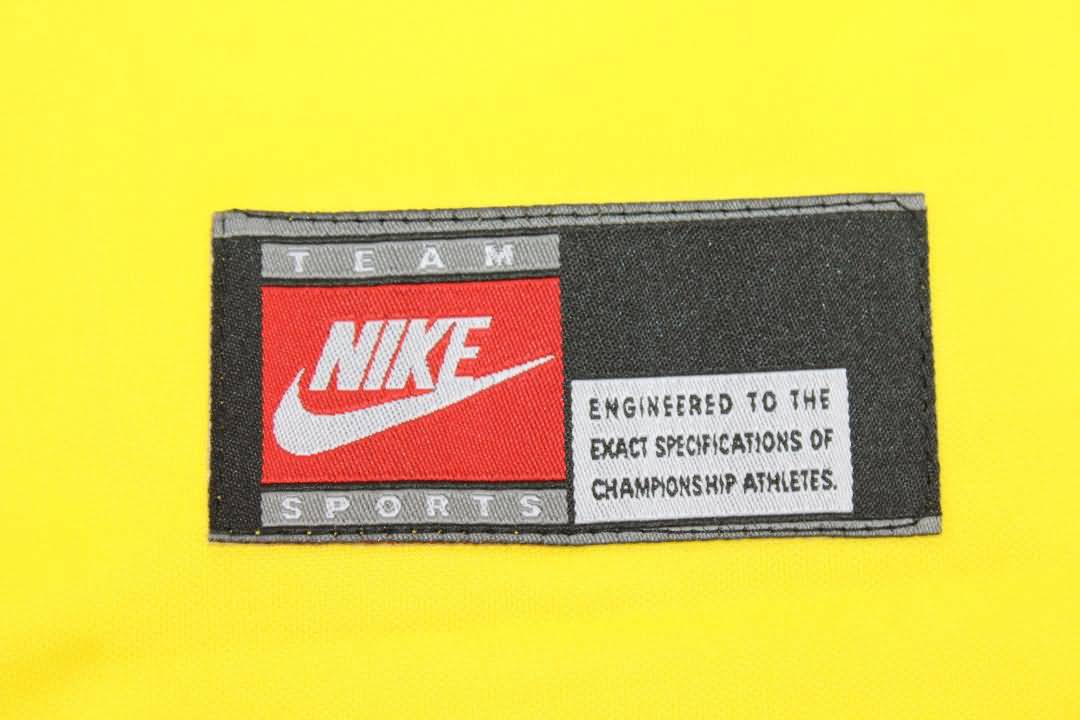 TEAM
NIKE
SPORTS
ENGINEERED TO THE
EXACT SPECIFICATIONS OF
CHAMPIONSHIP ATHLETES.